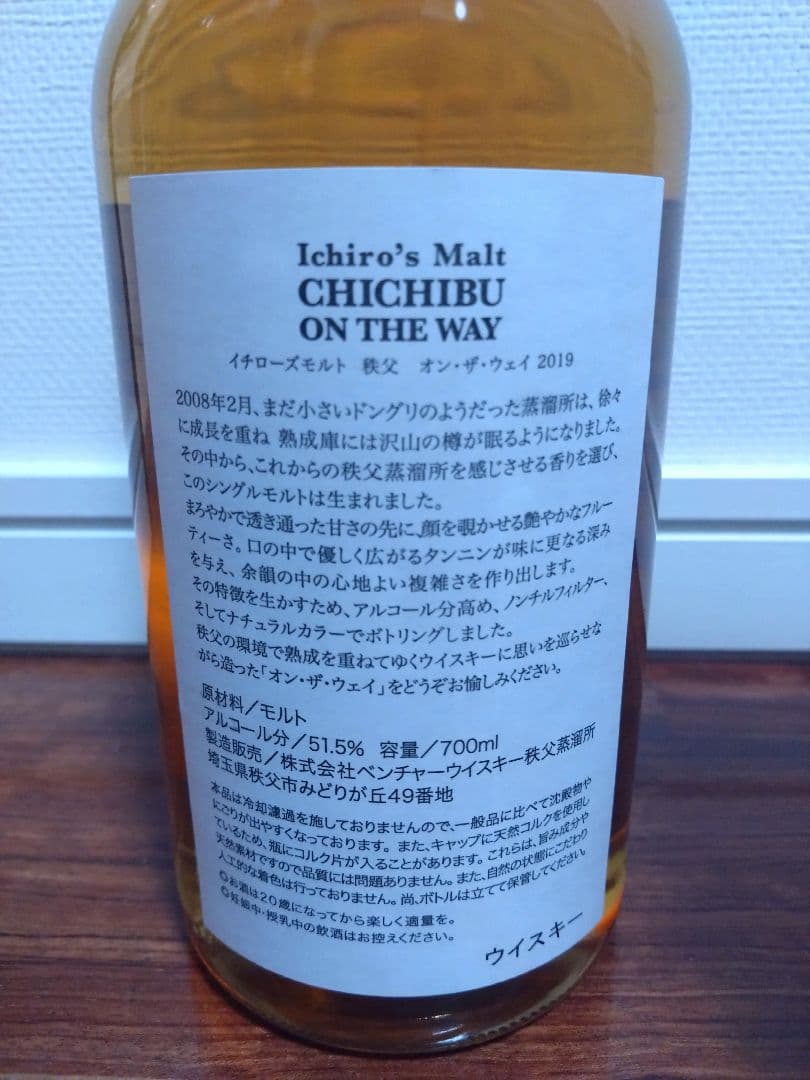 Ichiro's Malt
CHICHIBU
ON THE WAY
イチローズモルト 秩父 オン・ザ・ウェイ 2019
2008年2月、まだ小さいドングリのようだった蒸溜所は、徐々
に成長を重ね 熟成庫には沢山の樽が眠るようになりました。
その中から、これからの秩父蒸溜所を感じさせる香りを選び、
このシングルモルトは生まれました。
まろやかで透き通った甘さの先に、顔を覗かせる艶やかなフルー
ティーさ。口の中で優しく広がるタンニンが味に更なる深み
を与え、余韻の中の心地よい複雑さを作り出します。
その特徴を生かすため、アルコール分高め、ノンチルフィルター、
そしてナチュラルカラーでボトリングしました。
秩父の環境で熟成を重ねてゆくウイスキーに思いを巡らせな
がら造った「オン・ザ・ウェイ」をどうぞお愉しみください。
原材料／モルト
アルコール分／51.5% 容量／700ml
製造販売／株式会社ベンチャーウイスキー秩父蒸溜所
埼玉県秩父市みどりが丘49番地
本品は冷却濾過を施しておりませんので、一般品に比べて沈殿物や
にごりが出やすくなっております。また、キャップに天然コルクを使用し
ているため、瓶にコルク片が入ることがあります。これらは、旨み成分や
天然素材ですので品質には問題ありません。また、自然の状態にこだわり
人工的な着色は行っておりません。尚、ボトルは立てて保管してください。
◎お酒は20歳になってから楽しく適量を。
◎妊娠中・授乳中の飲酒はお控えください。
ウイスキー